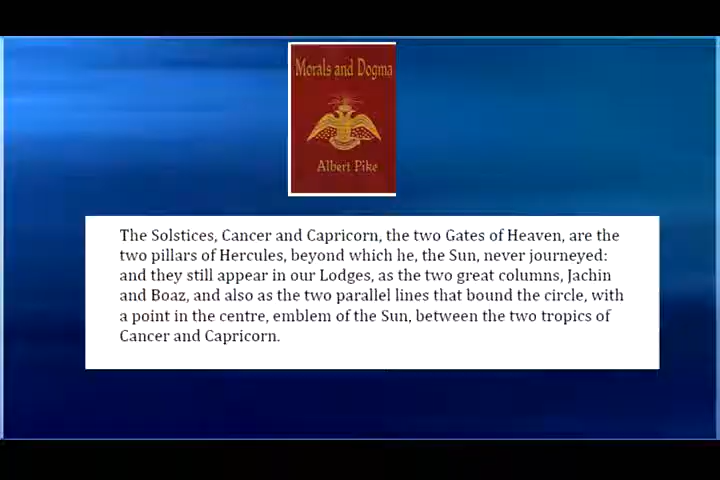 Morals and Dogma
Albert Pike
The Solstices, Cancer and Capricorn, the two Gates of Heaven, are the
two pillars of Hercules, beyond which he, the Sun, never journeyed:
and they still appear in our Lodges, as the two great columns, Jachin
and Boaz, and also as the two parallel lines that bound the circle, with
a point in the centre, emblem of the Sun, between the two tropics of
Cancer and Capricorn.